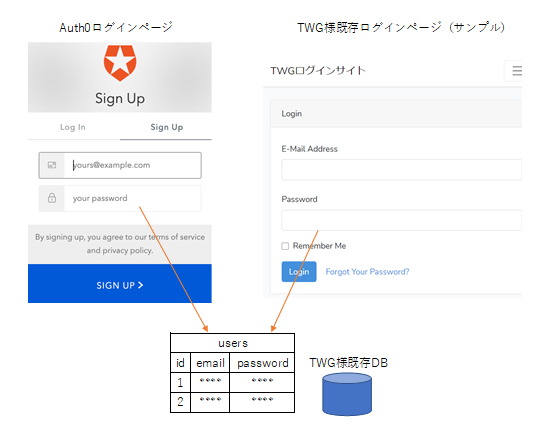 Auth0ログインページ
TWG様既存ログインページ（サンプル）
Sign Up
Log In
Sign Up
yours@example.com
your password
By signing up, you agree to our terms of service
and privacy policy.
SIGN UP
TWGログインサイト
Login
E-Mail Address
Password
Remember Me
Login
Forgot Your Password?
users
id email password
1 **** ****
2 **** ****
TWG様既存DB